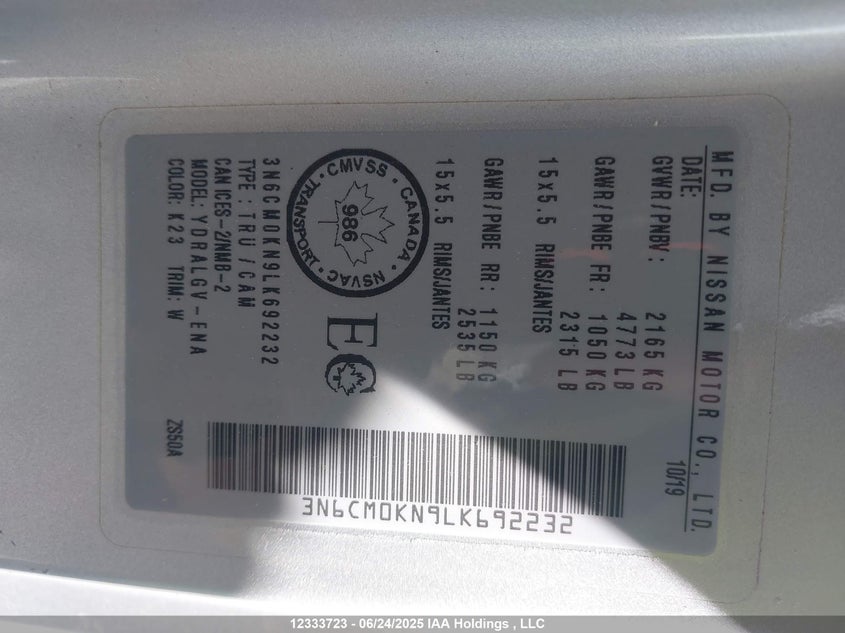 MFD. BY NISSAN MOTOR CO., LTD.
DATE: 10/19
GVWR/PNBV: 2165 KG
4773 LB
GAWR/PNBE FR: 1050 KG
2315 LB
15x5.5 RIMS/JANTES
GAWR/PNBE RR: 1150 KG
2535 LB
15x5.5 RIMS/JANTES
CMVSS · CANADA · NSVAC · TRANSPORT ·
986
EC
3N6CM0KN9LK692232
TYPE: TRU/CAM
CAN ICES-2/NMB-2
MODEL: YDRALGV-ENA
COLOR: K23 TRIM: W
ZS50A
3N6CM0KN9LK692232
12333723 - 06/24/2025 IAA Holdings , LLC